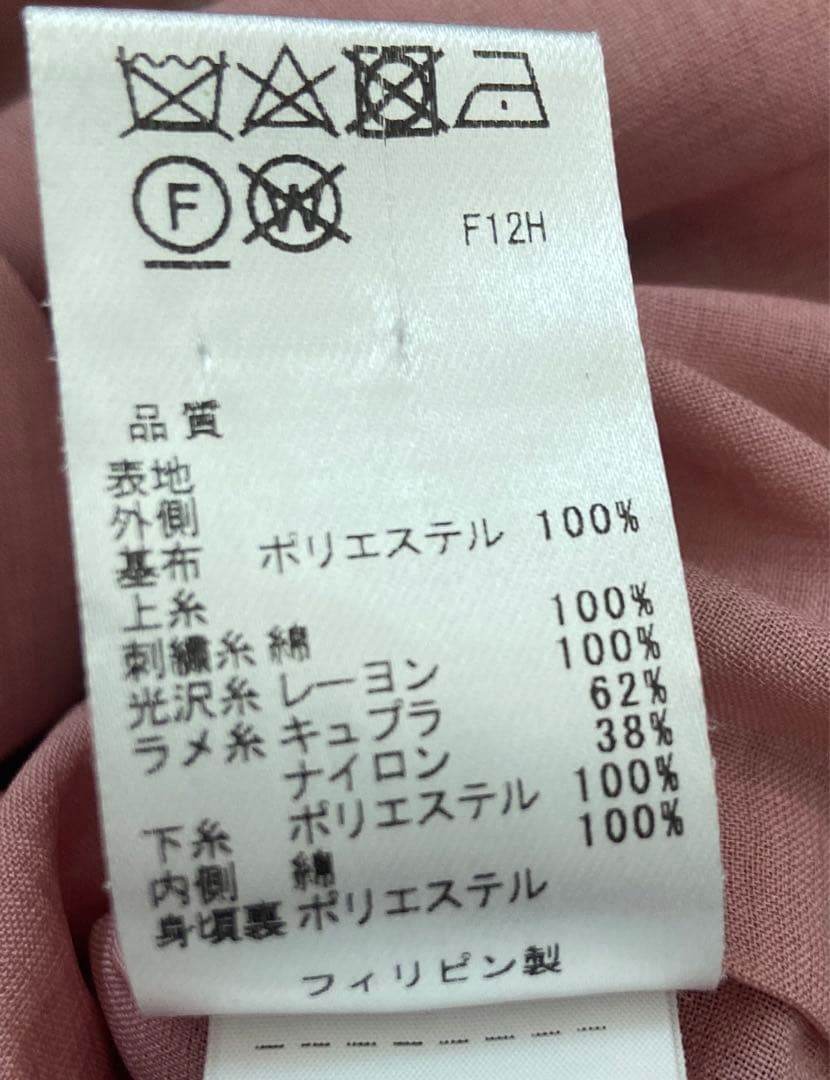 F
W
F12H
品質
表地
外側
基布 ポリエステル 100%
上糸
刺繍糸 綿 100%
光沢糸 レーヨン 100%
ラメ糸 キュプラ 62%
ナイロン 38%
下糸 ポリエステル 100%
内側 綿 100%
身頃裏 ポリエステル
フィリピン製